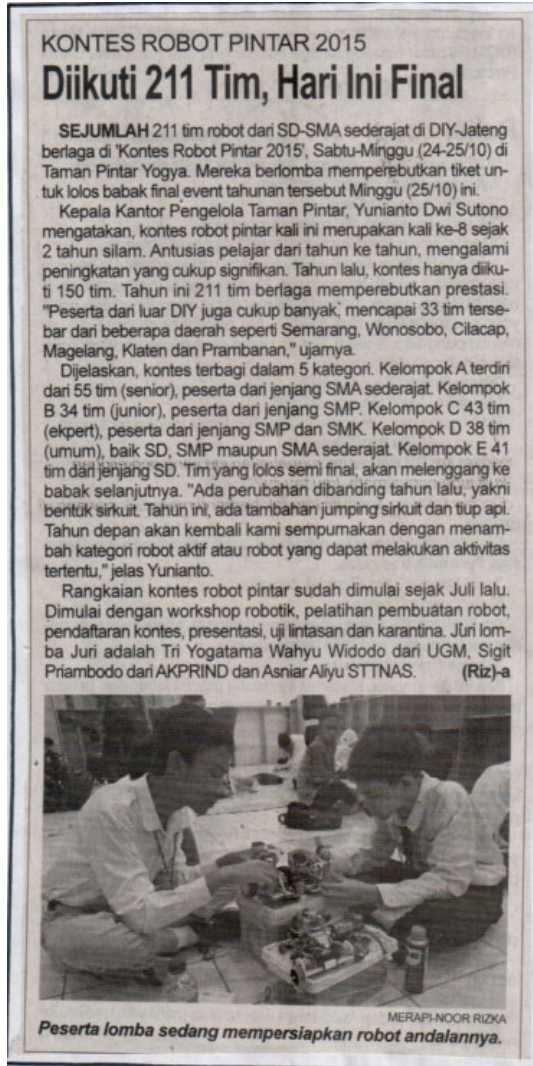 KONTES ROBOT PINTAR 2015
Diikuti 211 Tim, Hari Ini Final
SEJUMLAH 211 tim robot dari SD-SMA sederajat di DIY-Jateng
berlaga di 'Kontes Robot Pintar 2015', Sabtu-Minggu (24-25/10) di
Taman Pintar Yogya. Mereka berlomba memperebutkan tiket un-
tuk lolos babak final event tahunan tersebut Minggu (25/10) ini.
Kepala Kantor Pengelola Taman Pintar, Yunianto Dwi Sutono
mengatakan, kontes robot pintar kali ini merupakan kali ke-8 sejak
2 tahun silam. Antusias pelajar dari tahun ke tahun, mengalami
peningkatan yang cukup signifikan. Tahun lalu, kontes hanya diiku-
ti 150 tim. Tahun ini 211 tim berlaga memperebutkan prestasi.
"Peserta dari luar DIY juga cukup banyak, mencapai 33 tim terse-
bar dari beberapa daerah seperti Semarang, Wonosobo, Cilacap,
Magelang, Klaten dan Prambanan," ujarnya.
Dijelaskan, kontes terbagi dalam 5 kategori. Kelompok A terdiri
dari 55 tim (senior), peserta dari jenjang SMA sederajat. Kelompok
B 34 tim (junior), peserta dari jenjang SMP. Kelompok C 43 tim
(ekpert), peserta dari jenjang SMP dan SMK. Kelompok D 38 tim
(umum), baik SD, SMP maupun SMA sederajat. Kelompok E 41
tim dari jenjang SD. Tim yang lolos semi final, akan melenggang ke
babak selanjutnya. "Ada perubahan dibanding tahun lalu, yakni
bentuk sirkuit. Tahun ini, ada tambahan jumping sirkuit dan tiup api.
Tahun depan akan kembali kami sempurnakan dengan menam-
bah kategori robot aktif atau robot yang dapat melakukan aktivitas
tertentu," jelas Yunianto.
Rangkaian kontes robot pintar sudah dimulai sejak Juli lalu.
Dimulai dengan workshop robotik, pelatihan pembuatan robot,
pendaftaran kontes, presentasi, uji lintasan dan karantina. Juri lom-
ba Juri adalah Tri Yogatama Wahyu Widodo dari UGM, Sigit
Priambodo dari AKPRIND dan Asniar Aliyu STTNAS. (Riz)-a
MERAPI-NOOR RIZKA
Peserta lomba sedang mempersiapkan robot andalannya.